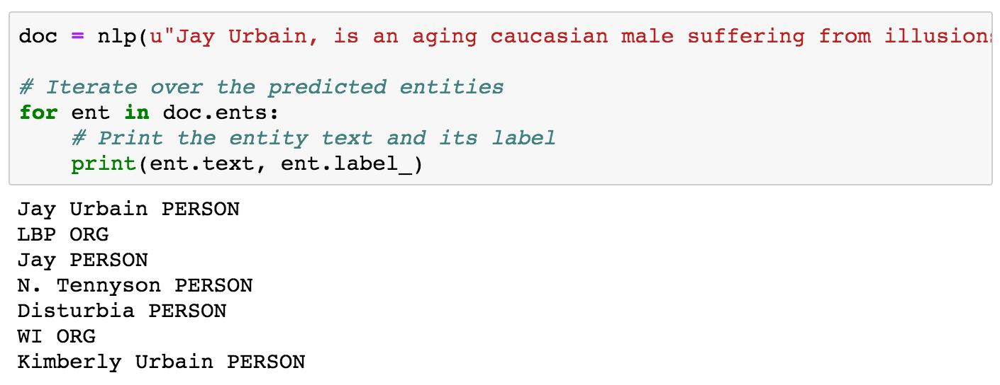 doc = nlp(u"Jay Urbain, is an aging caucasian male suffering from illusions
# Iterate over the predicted entities
for ent in doc.ents:
    # Print the entity text and its label
    print(ent.text, ent.label_)
Jay Urbain PERSON
LBP ORG
Jay PERSON
N. Tennyson PERSON
Disturbia PERSON
WI ORG
Kimberly Urbain PERSON